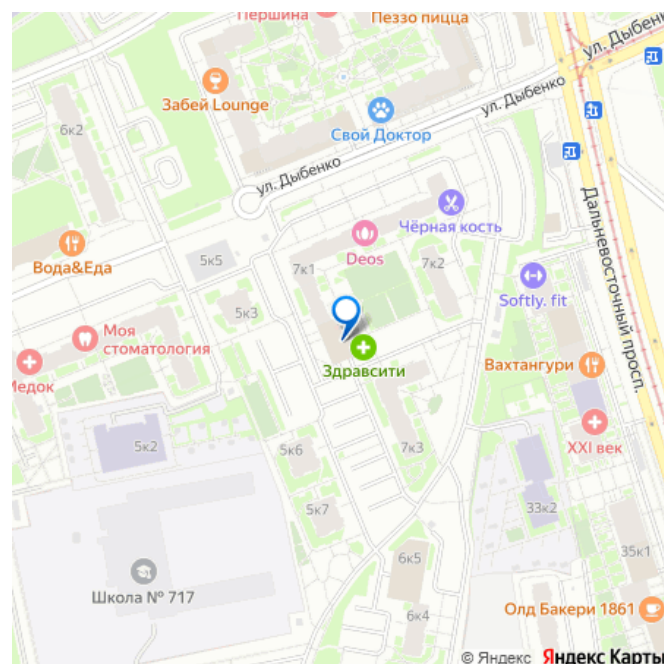 Першина
Пеззо пицца
ул. Дыбенко
Забей Lounge
ул. Дыбенко
6к2
Свой Доктор
ул. Дыбенко
Чёрная кость
Вода&Еда
5к5
7к1
Deos
7к2
Softly. fit
Дальневосточный просп.
5к3
Моя
стоматология
Медок
Здравсити
Вахтангури
5к2
5к6
7к3
XXI век
5к7
33к2
Школа № 717
6к5
35к1
6к4
Олд Бакери 1861
© Яндекс Яндекс Карты